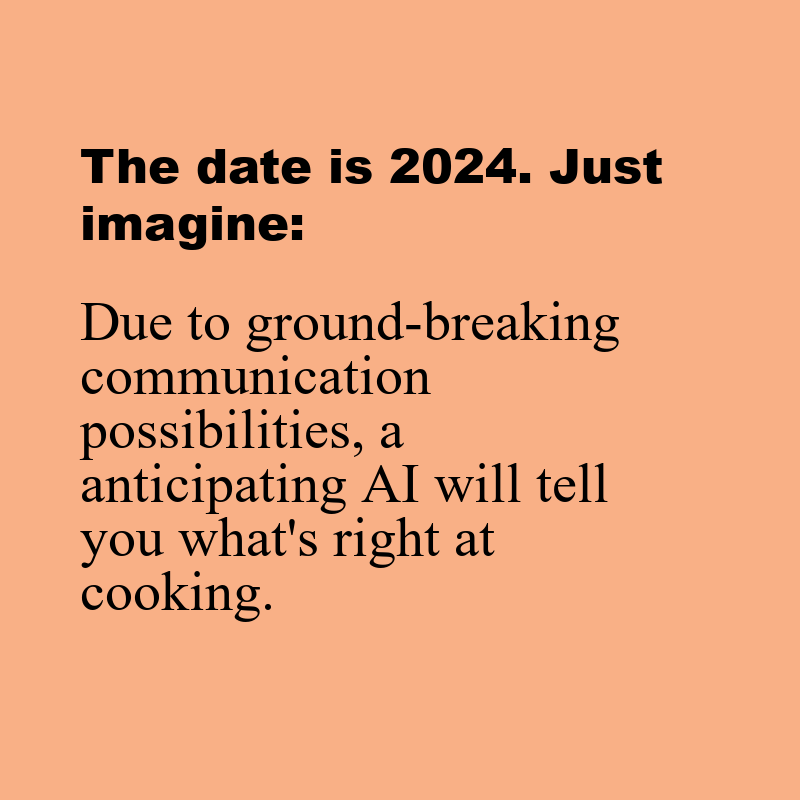 The date is 2024. Just
imagine:
Due to ground-breaking
communication
possibilities, a
anticipating AI will tell
you what's right at
cooking.